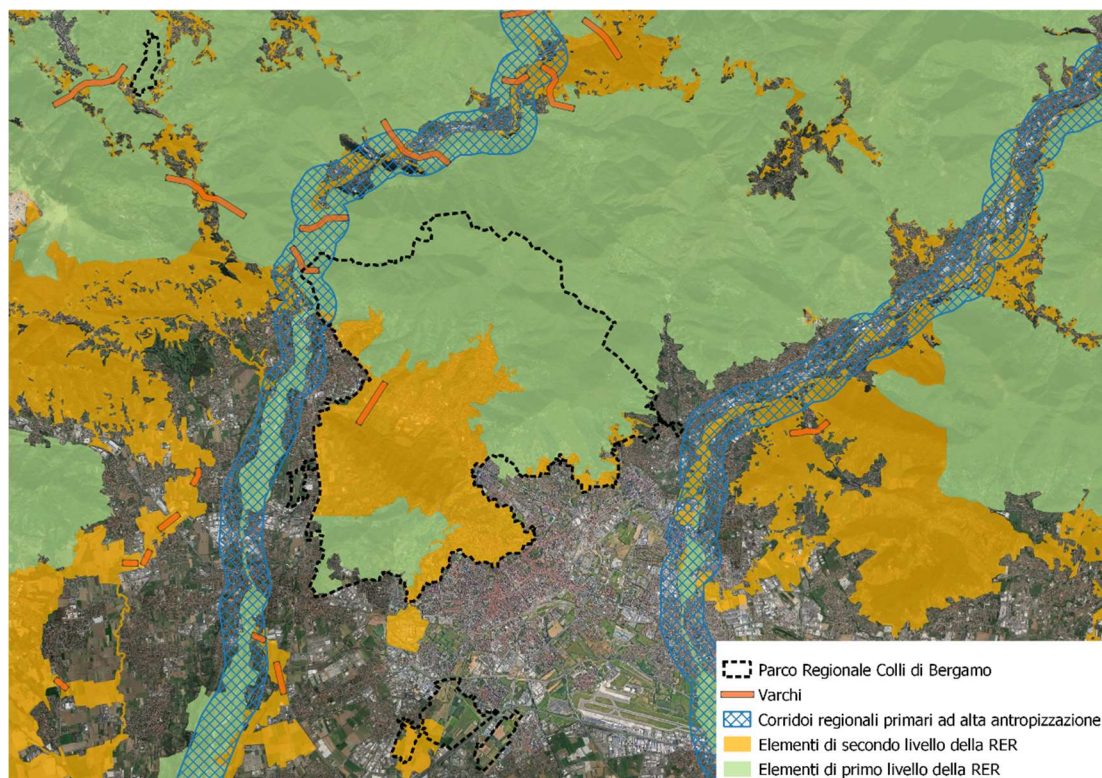 Parco Regionale Colli di Bergamo
Varchi
Corridoi regionali primari ad alta antropizzazione
Elementi di secondo livello della RER
Elementi di primo livello della RER